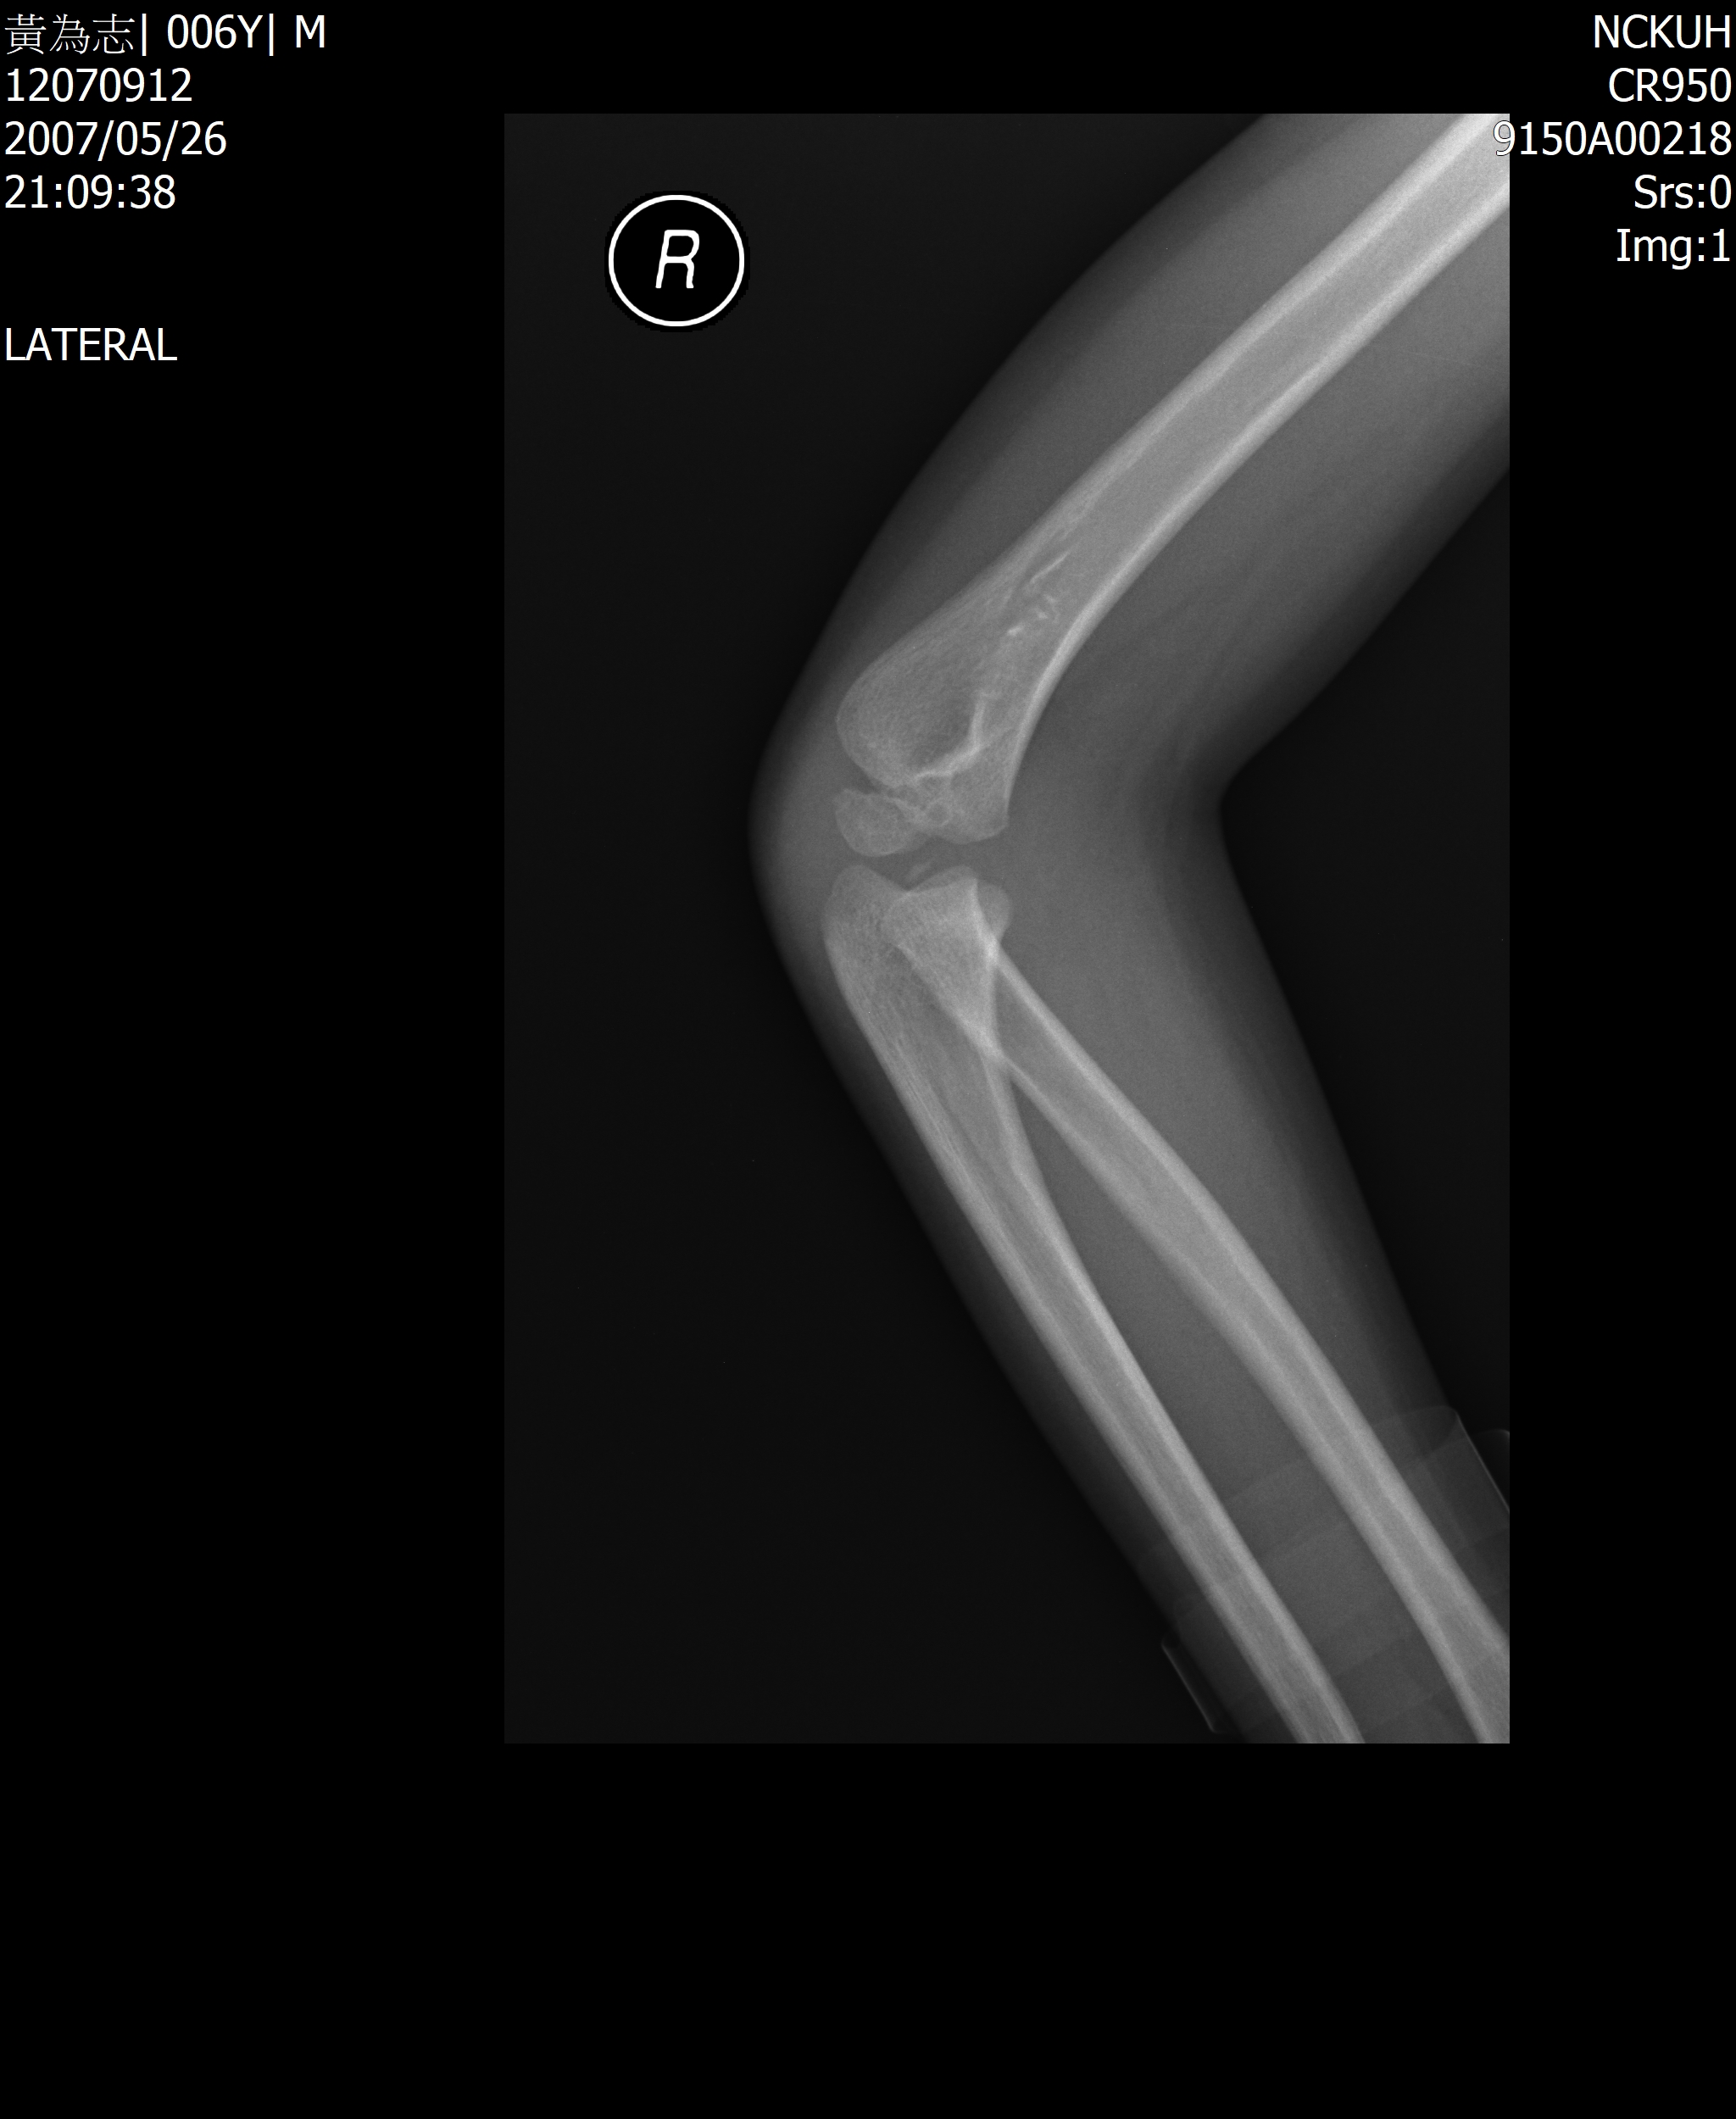 黃為志| 006Y| M
12070912
2007/05/26
21:09:38
LATERAL
NCKUH
CR950
9150A00218
Srs:0
Img:1
R